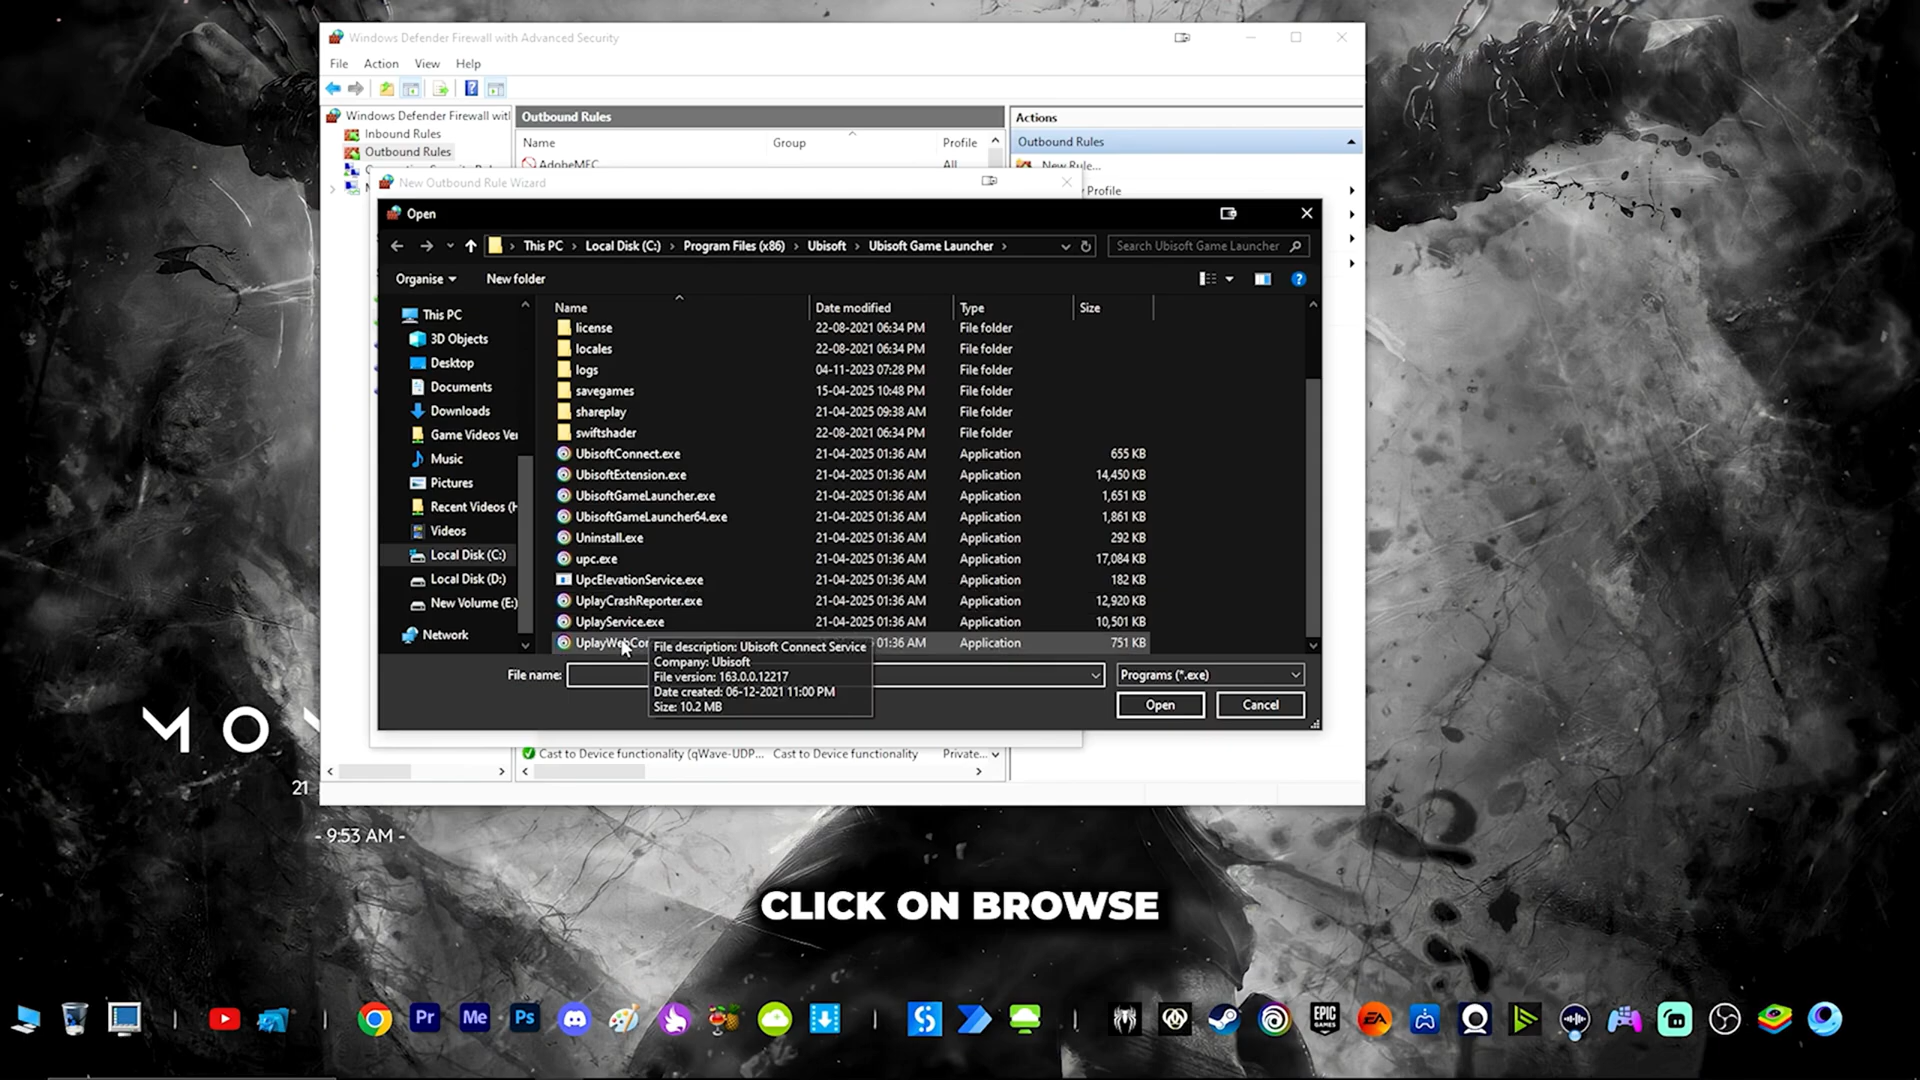 Windows Defender Firewall with Advanced Security
File Action View Help
Windows Defender Firewall witl
Inbound Rules
Outbound Rules
Outbound Rules
Name Group Profile
AdobeMFC All
Actions
Outbound Rules
New Rule...
Profile
New Outbound Rule Wizard
Open
This PC Local Disk (C:) Program Files (x86) Ubisoft Ubisoft Game Launcher
Search Ubisoft Game Launcher
Organise New folder
This PC
3D Objects
Desktop
Documents
Downloads
Game Videos Ver
Music
Pictures
Recent Videos (H
Videos
Local Disk (C:)
Local Disk (D:)
New Volume (E:)
Network
Name Date modified Type Size
license 22-08-2021 06:34 PM File folder
locales 22-08-2021 06:34 PM File folder
logs 04-11-2023 07:28 PM File folder
savegames 15-04-2025 10:48 PM File folder
shareplay 21-04-2025 09:38 AM File folder
swiftshader 22-08-2021 06:34 PM File folder
UbisoftConnect.exe 21-04-2025 01:36 AM Application 655 KB
UbisoftExtension.exe 21-04-2025 01:36 AM Application 14,450 KB
UbisoftGameLauncher.exe 21-04-2025 01:36 AM Application 1,651 KB
UbisoftGameLauncher64.exe 21-04-2025 01:36 AM Application 1,861 KB
Uninstall.exe 21-04-2025 01:36 AM Application 292 KB
upc.exe 21-04-2025 01:36 AM Application 17,084 KB
UpcElevationService.exe 21-04-2025 01:36 AM Application 182 KB
UplayCrashReporter.exe 21-04-2025 01:36 AM Application 12,920 KB
UplayService.exe 21-04-2025 01:36 AM Application 10,501 KB
UplayWebCor 01:36 AM Application 751 KB
File description: Ubisoft Connect Service
Company: Ubisoft
File version: 163.0.0.12217
Date created: 06-12-2021 11:00 PM
Size: 10.2 MB
File name: Programs (*.exe)
Open Cancel
Cast to Device functionality (qWave-UDP... Cast to Device functionality Private...
MO
21
- 9:53 AM -
CLICK ON BROWSE
Pr
Me
Ps
EPIC
GAMES
EA